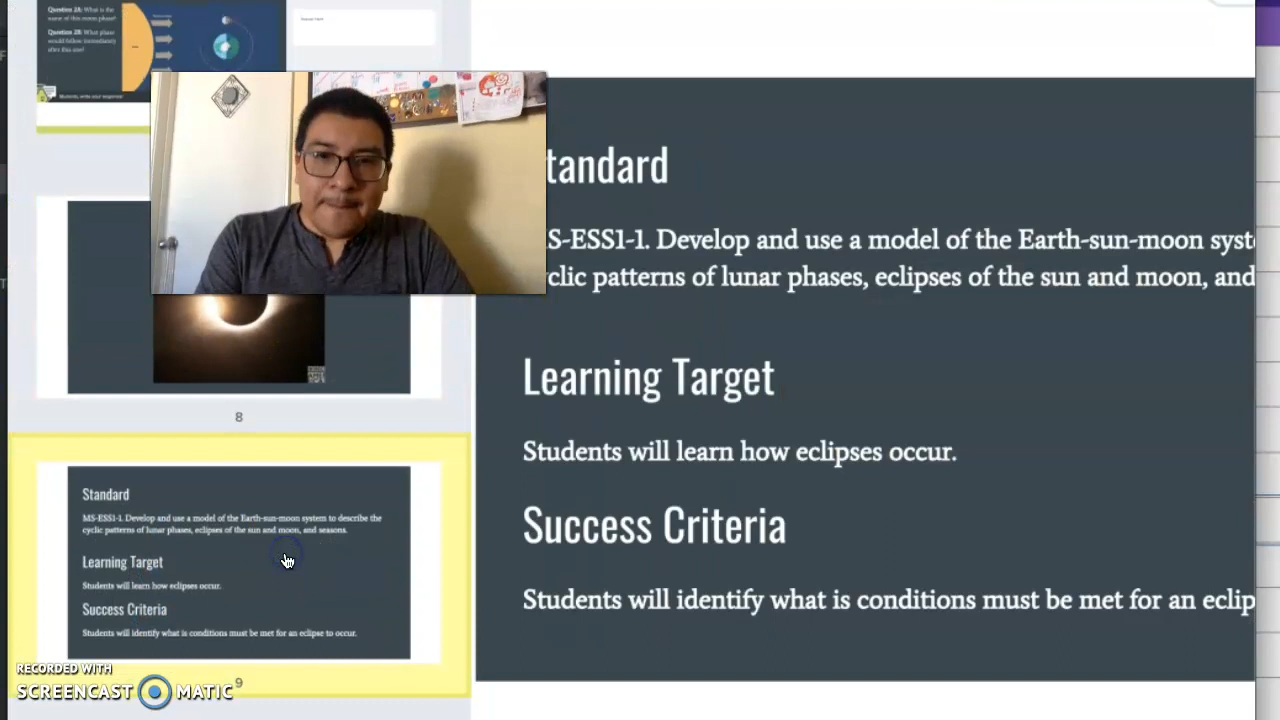 Question 2A: What is the
name of this moon phase?
Question 2B: What phase
would follow immediately
after this one?
Students, write your response!
8
Standard
MS-ESS1-1. Develop and use a model of the Earth-sun-moon system to describe the
cyclic patterns of lunar phases, eclipses of the sun and moon, and seasons.
Learning Target
Students will learn how eclipses occur.
Success Criteria
Students will identify what is conditions must be met for an eclipse to occur.
9
RECORDED WITH
SCREENCAST MATIC
tandard
S-ESS1-1. Develop and use a model of the Earth-sun-moon syst
clic patterns of lunar phases, eclipses of the sun and moon, and
Learning Target
Students will learn how eclipses occur.
Success Criteria
Students will identify what is conditions must be met for an eclip